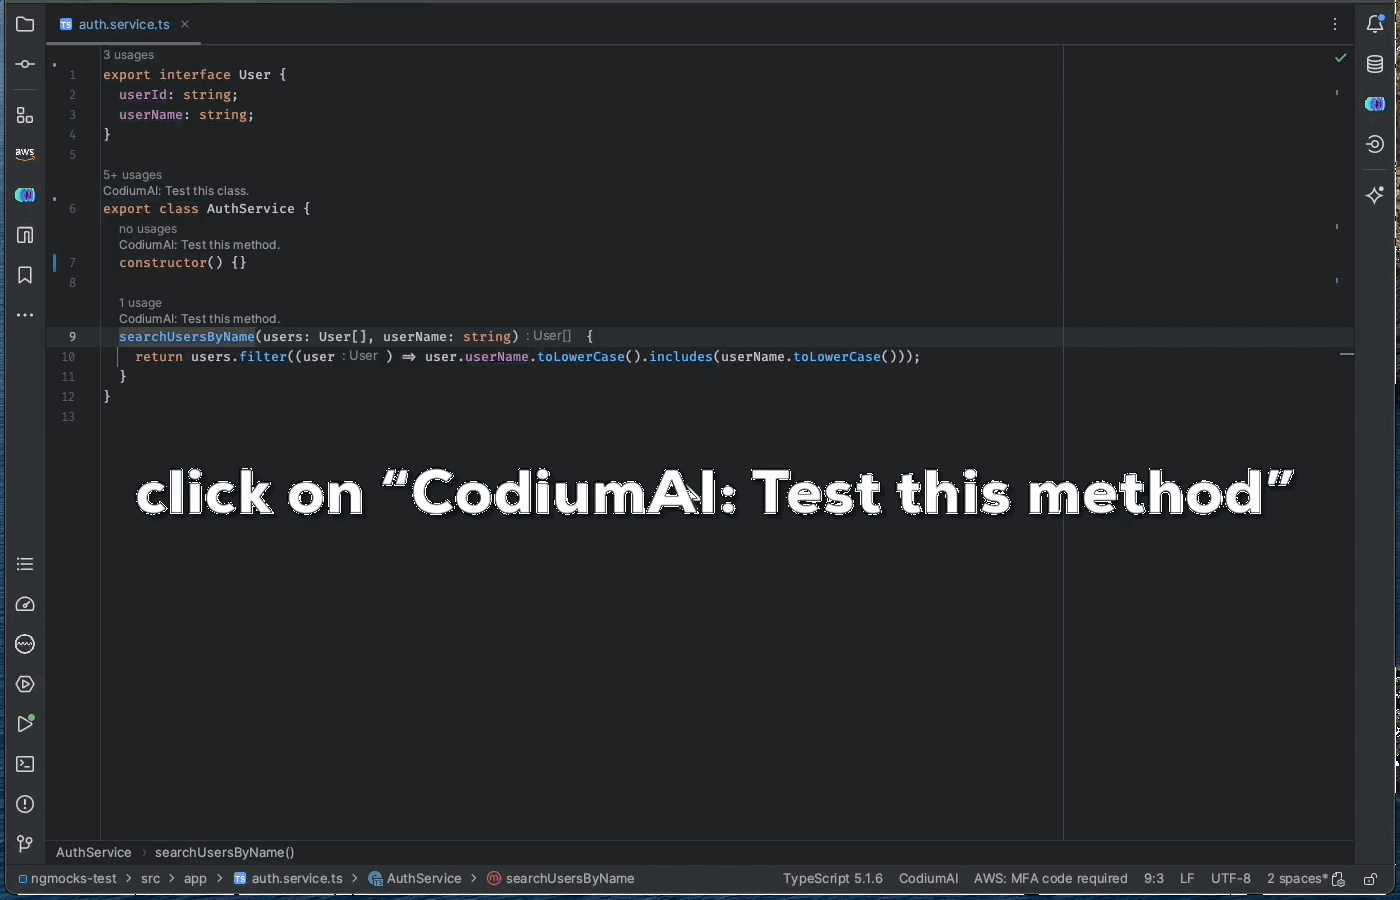 auth.service.ts
3 usages
1 export interface User {
2 userId: string;
3 userName: string;
4 }
5
5+ usages
CodiumAI: Test this class.
6 export class AuthService {
no usages
CodiumAI: Test this method.
7 constructor() {}
8
1 usage
CodiumAI: Test this method.
9 searchUsersByName(users: User[], userName: string) : User[] {
10 return users.filter((user : User ) => user.userName.toLowerCase().includes(userName.toLowerCase()));
11 }
12 }
13
click on “CodiumAI: Test this method”
aws
AuthService › searchUsersByName()
ngmocks-test > src > app > TS auth.service.ts > AuthService > m searchUsersByName TypeScript 5.1.6 CodiumAI AWS: MFA code required 9:3 LF UTF-8 2 spaces*